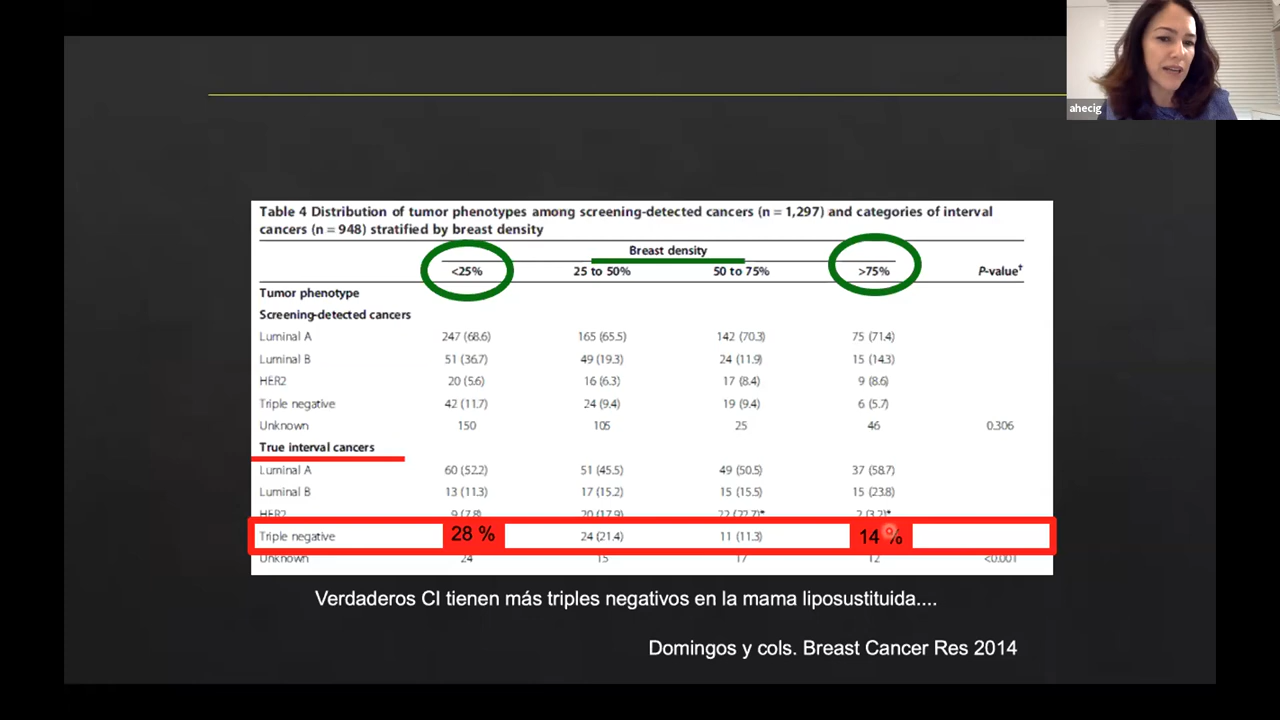 ahecig
Table 4 Distribution of tumor phenotypes among screening-detected cancers (n = 1,297) and categories of interval
cancers (n = 948) stratified by breast density
Breast density
<25% 25 to 50% 50 to 75% >75% P-value†
Tumor phenotype
Screening-detected cancers
Luminal A 247 (68.6) 165 (65.5) 142 (70.3) 75 (71.4)
Luminal B 51 (36.7) 49 (19.3) 24 (11.9) 15 (14.3)
HER2 20 (5.6) 16 (6.3) 17 (8.4) 9 (8.6)
Triple negative 42 (11.7) 24 (9.4) 19 (9.4) 6 (5.7)
Unknown 150 105 25 46 0.306
True interval cancers
Luminal A 60 (52.2) 51 (45.5) 49 (50.5) 37 (58.7)
Luminal B 13 (11.3) 17 (15.2) 15 (15.5) 15 (23.8)
HER2 9 (7.8) 20 (17.9) 22 (22.7)* 2 (3.2)*
Triple negative 28 % 24 (21.4) 11 (11.3) 14 %
Unknown 24 15 17 12 <0.001
Verdaderos CI tienen más triples negativos en la mama liposustituida....
Domingos y cols. Breast Cancer Res 2014